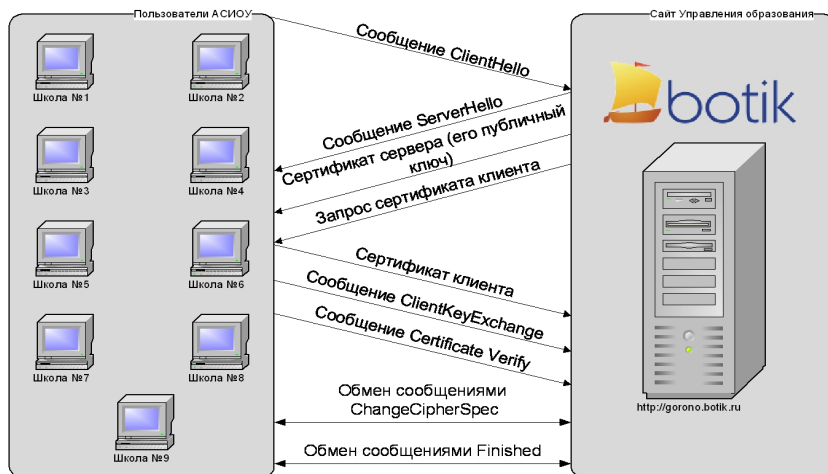 Пользователи АСИОУ
Сайт Управления образования
Школа №1
Школа №2
Школа №3
Школа №4
Школа №5
Школа №6
Школа №7
Школа №8
Школа №9
Сообщение ClientHello
Сообщение ServerHello
Сертификат сервера (его публичный
ключ)
Запрос сертификата клиента
Сертификат клиента
Сообщение ClientKeyExchange
Сообщение Certificate Verify
Обмен сообщениями
ChangeCipherSpec
Обмен сообщениями Finished
botik
http://gorono.botik.ru